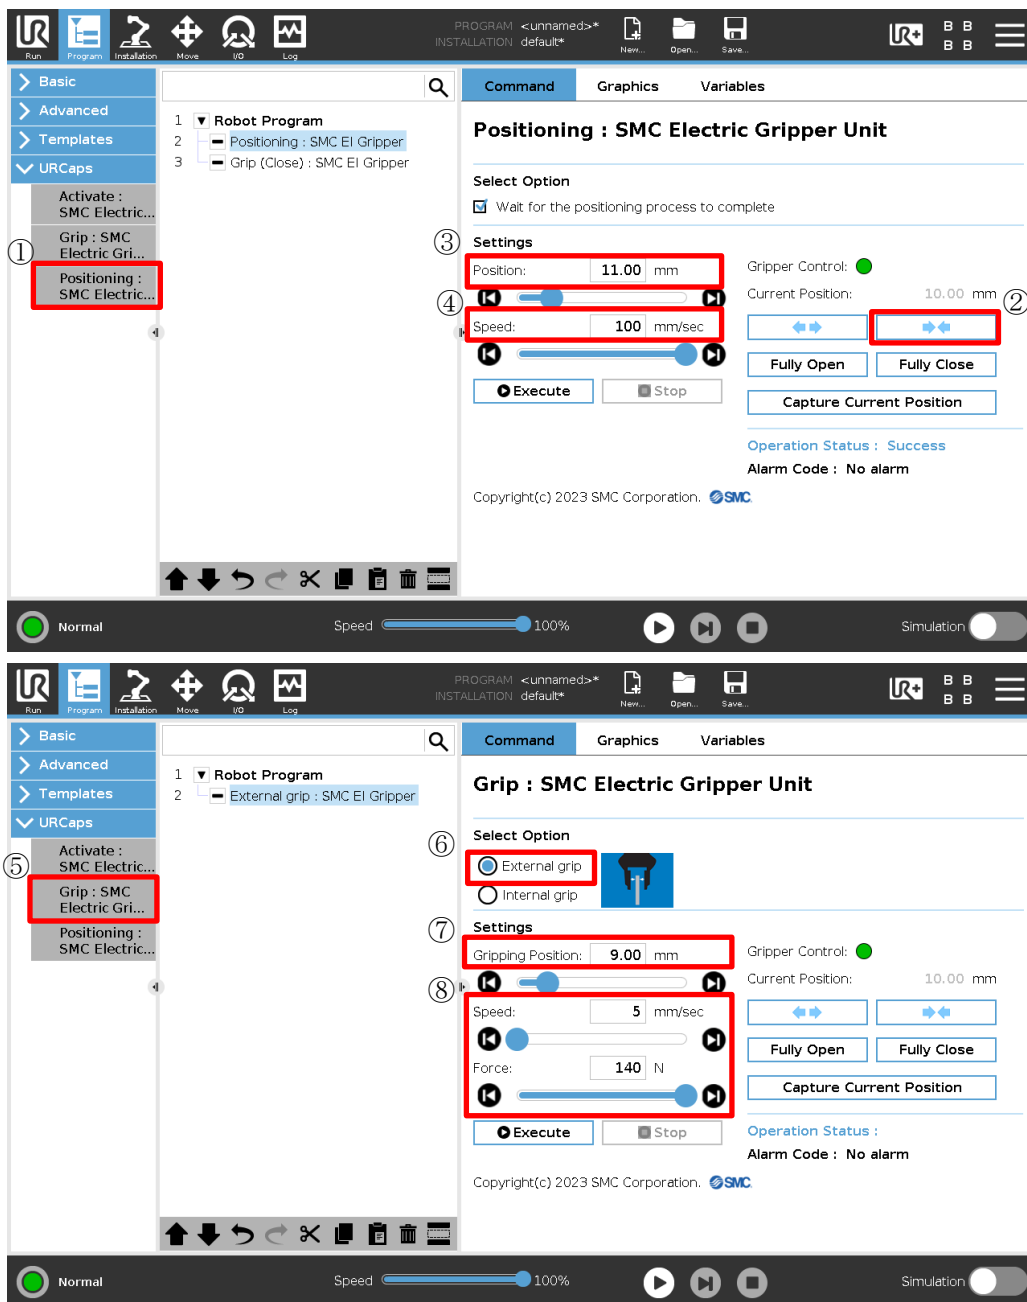 PROGRAM <unnamed>*
INSTALLATION default*
Run Program Installation Move I/O Log New... Open... Save...
UR+
B B
B B
Basic
Advanced
Templates
URCaps
Activate :
SMC Electric...
Grip : SMC
Electric Gri...
①
Positioning :
SMC Electric...
1 Robot Program
2 Positioning : SMC El Gripper
3 Grip (Close) : SMC El Gripper
Command Graphics Variables
Positioning : SMC Electric Gripper Unit
Select Option
Wait for the positioning process to complete
③ Settings
Position: 11.00 mm
Gripper Control:
Current Position: 10.00 mm
②
④
Speed: 100 mm/sec
Fully Open Fully Close
Execute Stop
Capture Current Position
Operation Status : Success
Alarm Code : No alarm
Copyright(c) 2023 SMC Corporation. SMC.
Normal Speed 100% Simulation
PROGRAM <unnamed>*
INSTALLATION default*
Run Program Installation Move I/O Log New... Open... Save...
UR+
B B
B B
Basic
Advanced
Templates
URCaps
Activate :
SMC Electric...
⑤
Grip : SMC
Electric Gri...
Positioning :
SMC Electric...
1 Robot Program
2 External grip : SMC El Gripper
Command Graphics Variables
Grip : SMC Electric Gripper Unit
Select Option
⑥
External grip
Internal grip
⑦ Settings
Gripping Position: 9.00 mm
Gripper Control:
Current Position: 10.00 mm
⑧
Speed: 5 mm/sec
Force: 140 N
Fully Open Fully Close
Capture Current Position
Execute Stop
Operation Status :
Alarm Code : No alarm
Copyright(c) 2023 SMC Corporation. SMC.
Normal Speed 100% Simulation